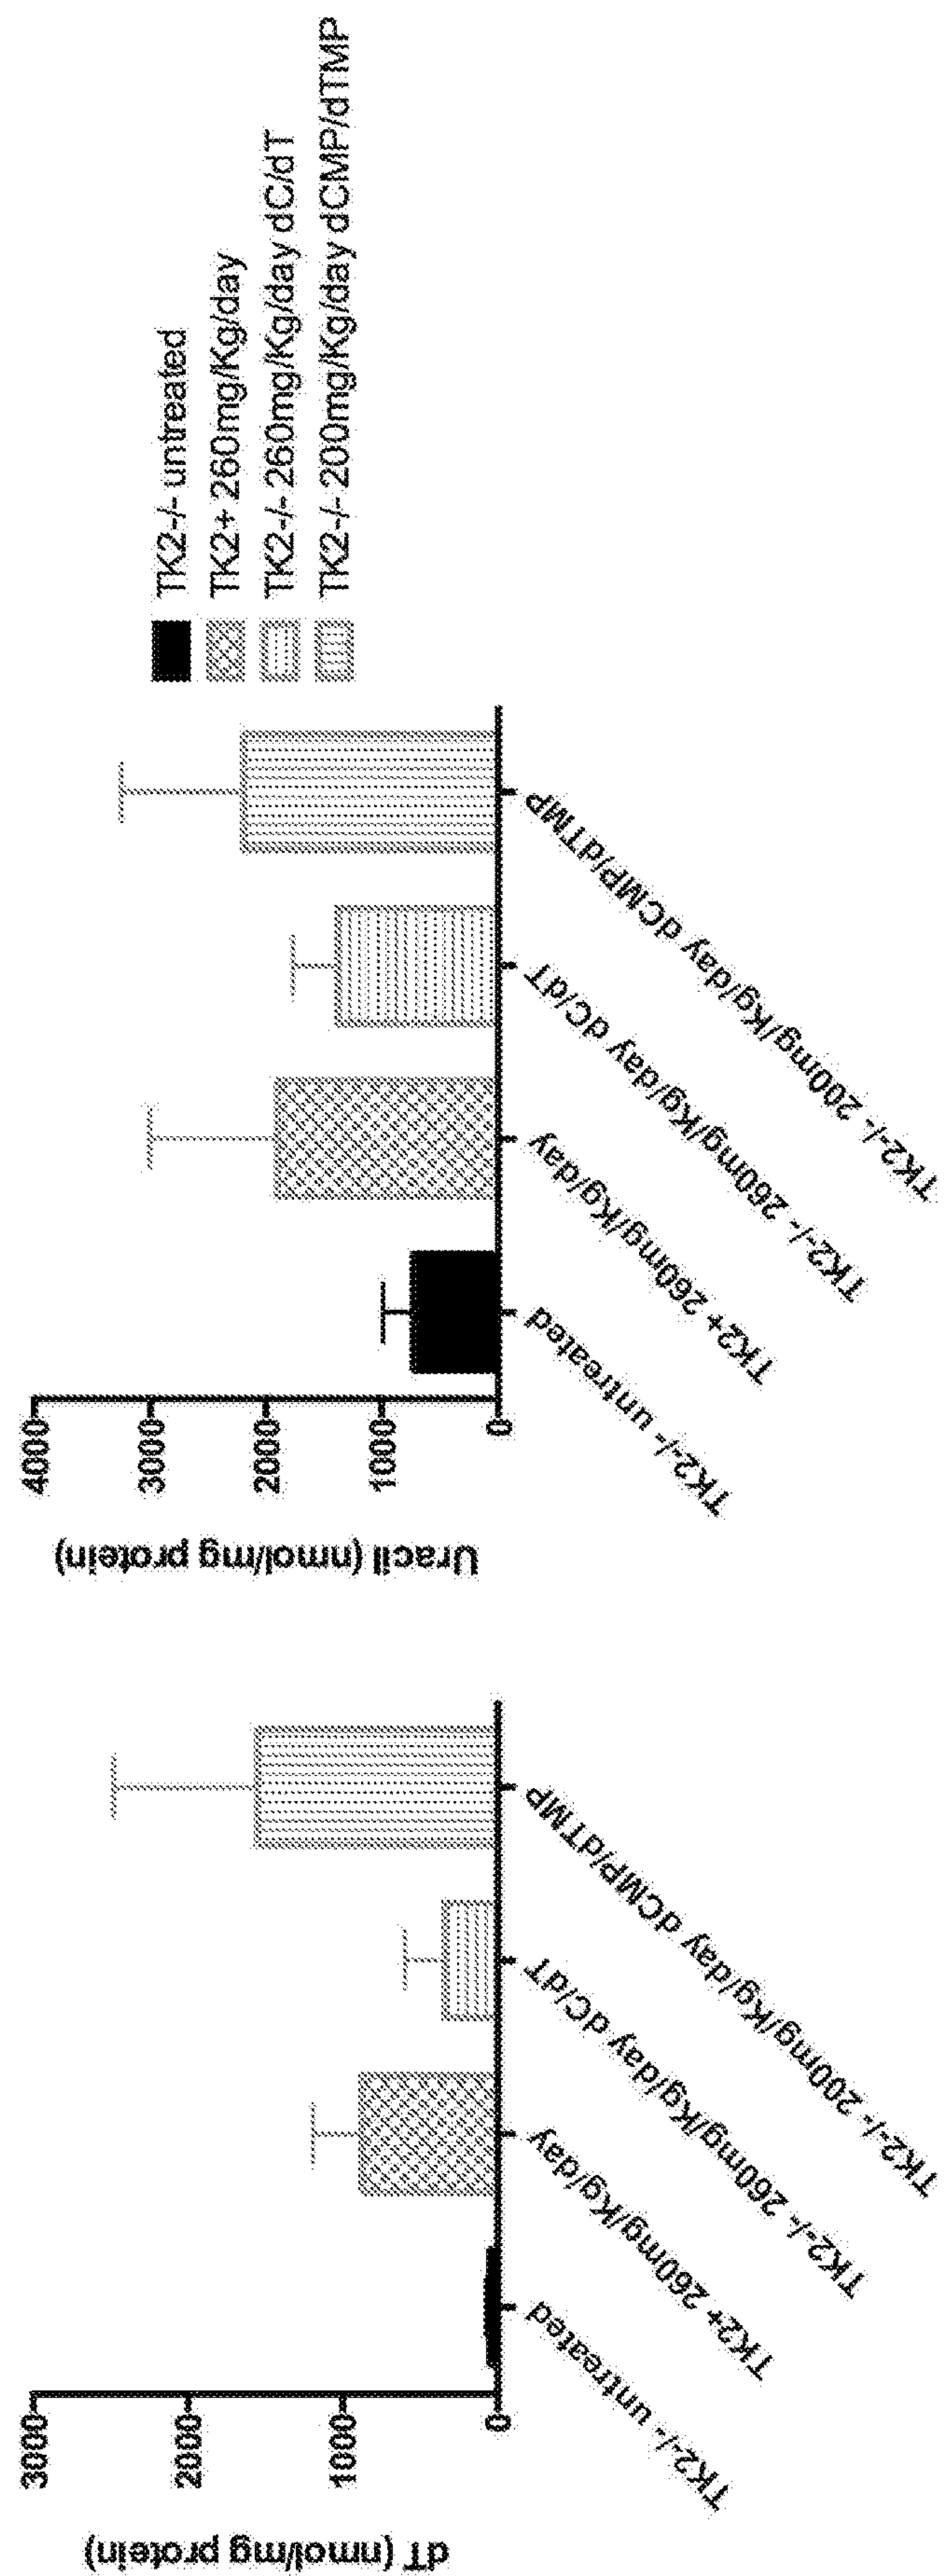 dT (nmol/mg protein)
3000
2000
1000
0
TK2-/- untreated
TK2+ 260mg/Kg/day
TK2-/- 260mg/Kg/day dC/dT
TK2-/- 200mg/Kg/day dCMP/dTMP
Uracil (nmol/mg protein)
4000
3000
2000
1000
0
TK2-/- untreated
TK2+ 260mg/Kg/day
TK2-/- 260mg/Kg/day dC/dT
TK2-/- 200mg/Kg/day dCMP/dTMP
TK2-/- untreated
TK2+ 260mg/Kg/day
TK2-/- 260mg/Kg/day dC/dT
TK2-/- 200mg/Kg/day dCMP/dTMP